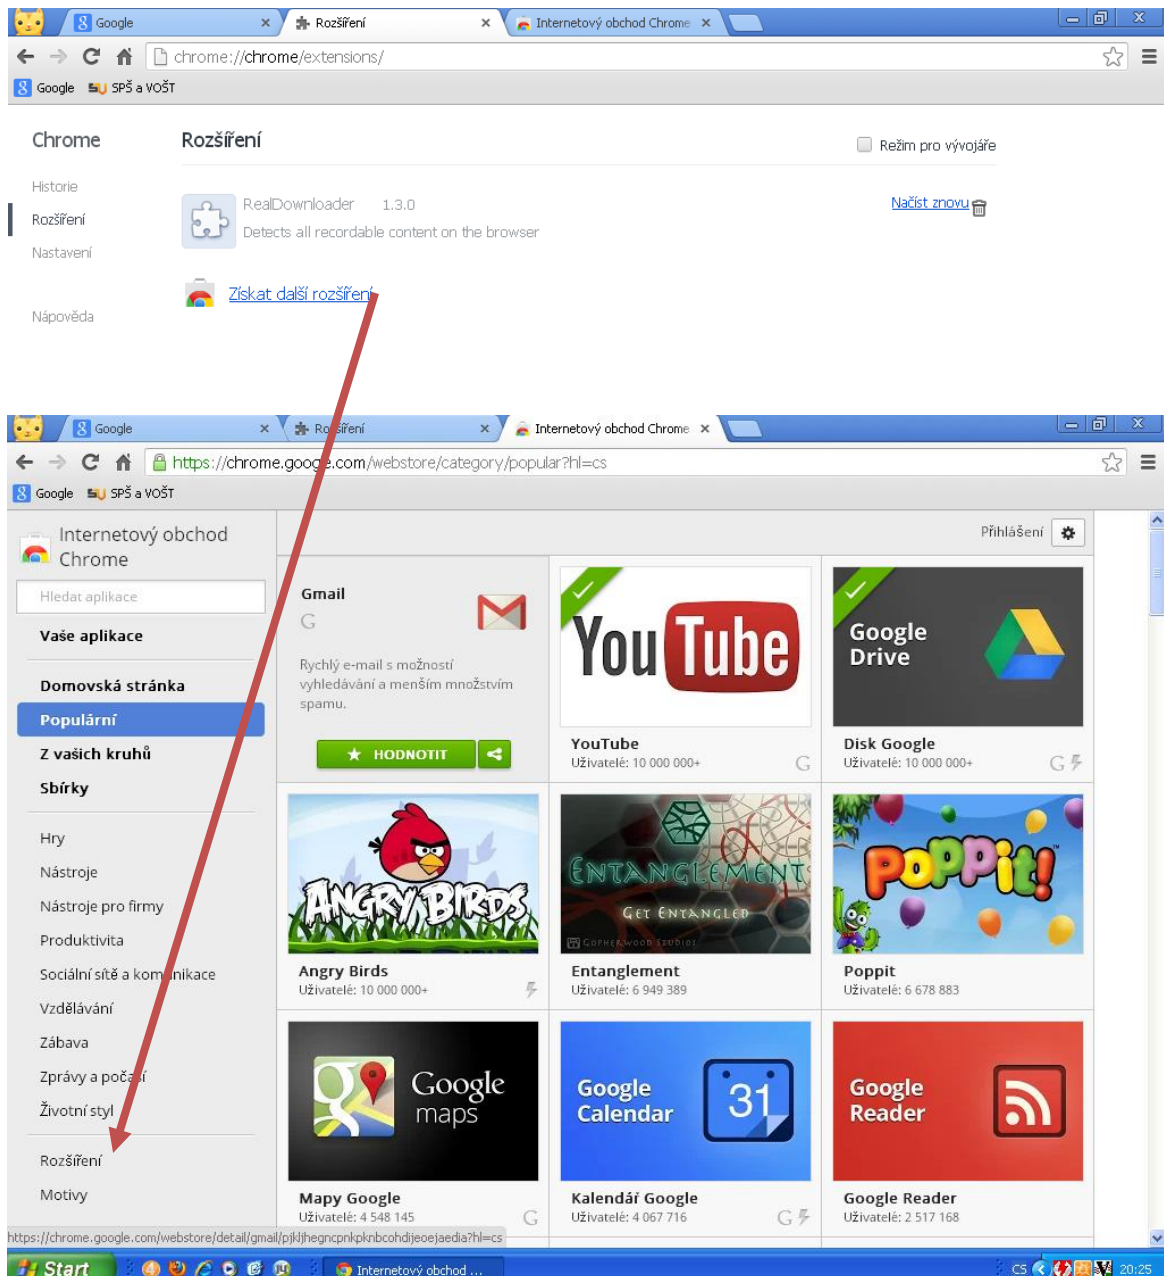 Google
Rozšíření
Internetový obchod Chrome
chrome://chrome/extensions/
Google
SPŠ a VOŠT
Chrome
Rozšíření
Režim pro vývojáře
Historie
Rozšíření
Nastavení
Nápověda
RealDownloader 1.3.0
Načíst znovu
Detects all recordable content on the browser
Získat další rozšíření
Google
Rozšíření
Internetový obchod Chrome
https://chrome.google.com/webstore/category/popular?hl=cs
Google
SPŠ a VOŠT
Internetový obchod
Chrome
Přihlášení
Hledat aplikace
Vaše aplikace
Domovská stránka
Populární
Z vašich kruhů
Sbírky
Hry
Nástroje
Nástroje pro firmy
Produktivita
Sociální sítě a komunikace
Vzdělávání
Zábava
Zprávy a počasí
Životní styl
Rozšíření
Motivy
Gmail
G
Rychlý e-mail s možností
vyhledávání a menším množstvím
spamu.
HODNOTIT
You Tube
YouTube
Uživatelé: 10 000 000+
G
Google
Drive
Disk Google
Uživatelé: 10 000 000+
G
ANGRY BIRDS
Angry Birds
Uživatelé: 10 000 000+
ENTANGLEMENT
GET ENTANGLED
GOPHERWOOD STUDIOS
Entanglement
Uživatelé: 6 949 389
POPPit!
Poppit
Uživatelé: 6 678 883
Google
maps
Mapy Google
Uživatelé: 4 548 145
G
Google
Calendar
31
Kalendář Google
Uživatelé: 4 067 716
G
Google
Reader
Google Reader
Uživatelé: 2 517 168
https://chrome.google.com/webstore/detail/gmail/pjkljhegncpnkpknbcohdijeoejaedia?hl=cs
Start
Internetový obchod ...
CS
20:25